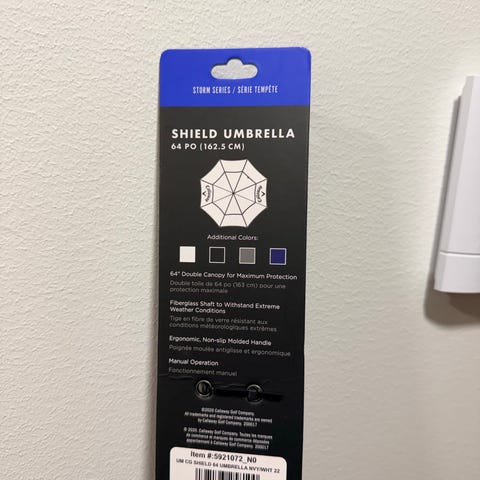 STORM SERIES / SÉRIE TEMPÊTE
SHIELD UMBRELLA
64 PO (162.5 CM)
Callaway
Callaway
Additional Colors:
64" Double Canopy for Maximum Protection
Double toile de 64 po (163 cm) pour une
protection maximale
Fiberglass Shaft to Withstand Extreme
Weather Conditions
Tige en fibre de verre résistant aux
conditions météorologiques extrêmes
Ergonomic, Non-slip Molded Handle
Poignée moulée antiglisse et ergonomique
Manual Operation
Fonctionnement manuel
©2020 Callaway Golf Company.
All trademarks and registered trademarks are owned
by Callaway Golf Company. 2000LT
© 2020. Callaway Golf Company. Toutes les marques
de commerce et marques de commerce déposées
appartiennent à Callaway Golf Company. 2000LT
Item #:5921072_N0
UM CG SHIELD 64 UMBRELLA NVY/WHT 22